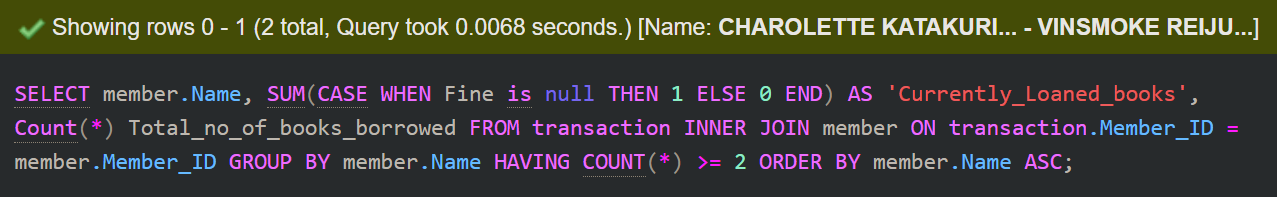 Showing rows 0 - 1 (2 total, Query took 0.0068 seconds.) [Name: CHAROLETTE KATAKURI... - VINSMOKE REIJU...]
SELECT member.Name, SUM(CASE WHEN Fine is null THEN 1 ELSE 0 END) AS 'Currently_Loaned_books',
Count(*) Total_no_of_books_borrowed FROM transaction INNER JOIN member ON transaction.Member_ID =
member.Member_ID GROUP BY member.Name HAVING COUNT(*) >= 2 ORDER BY member.Name ASC;